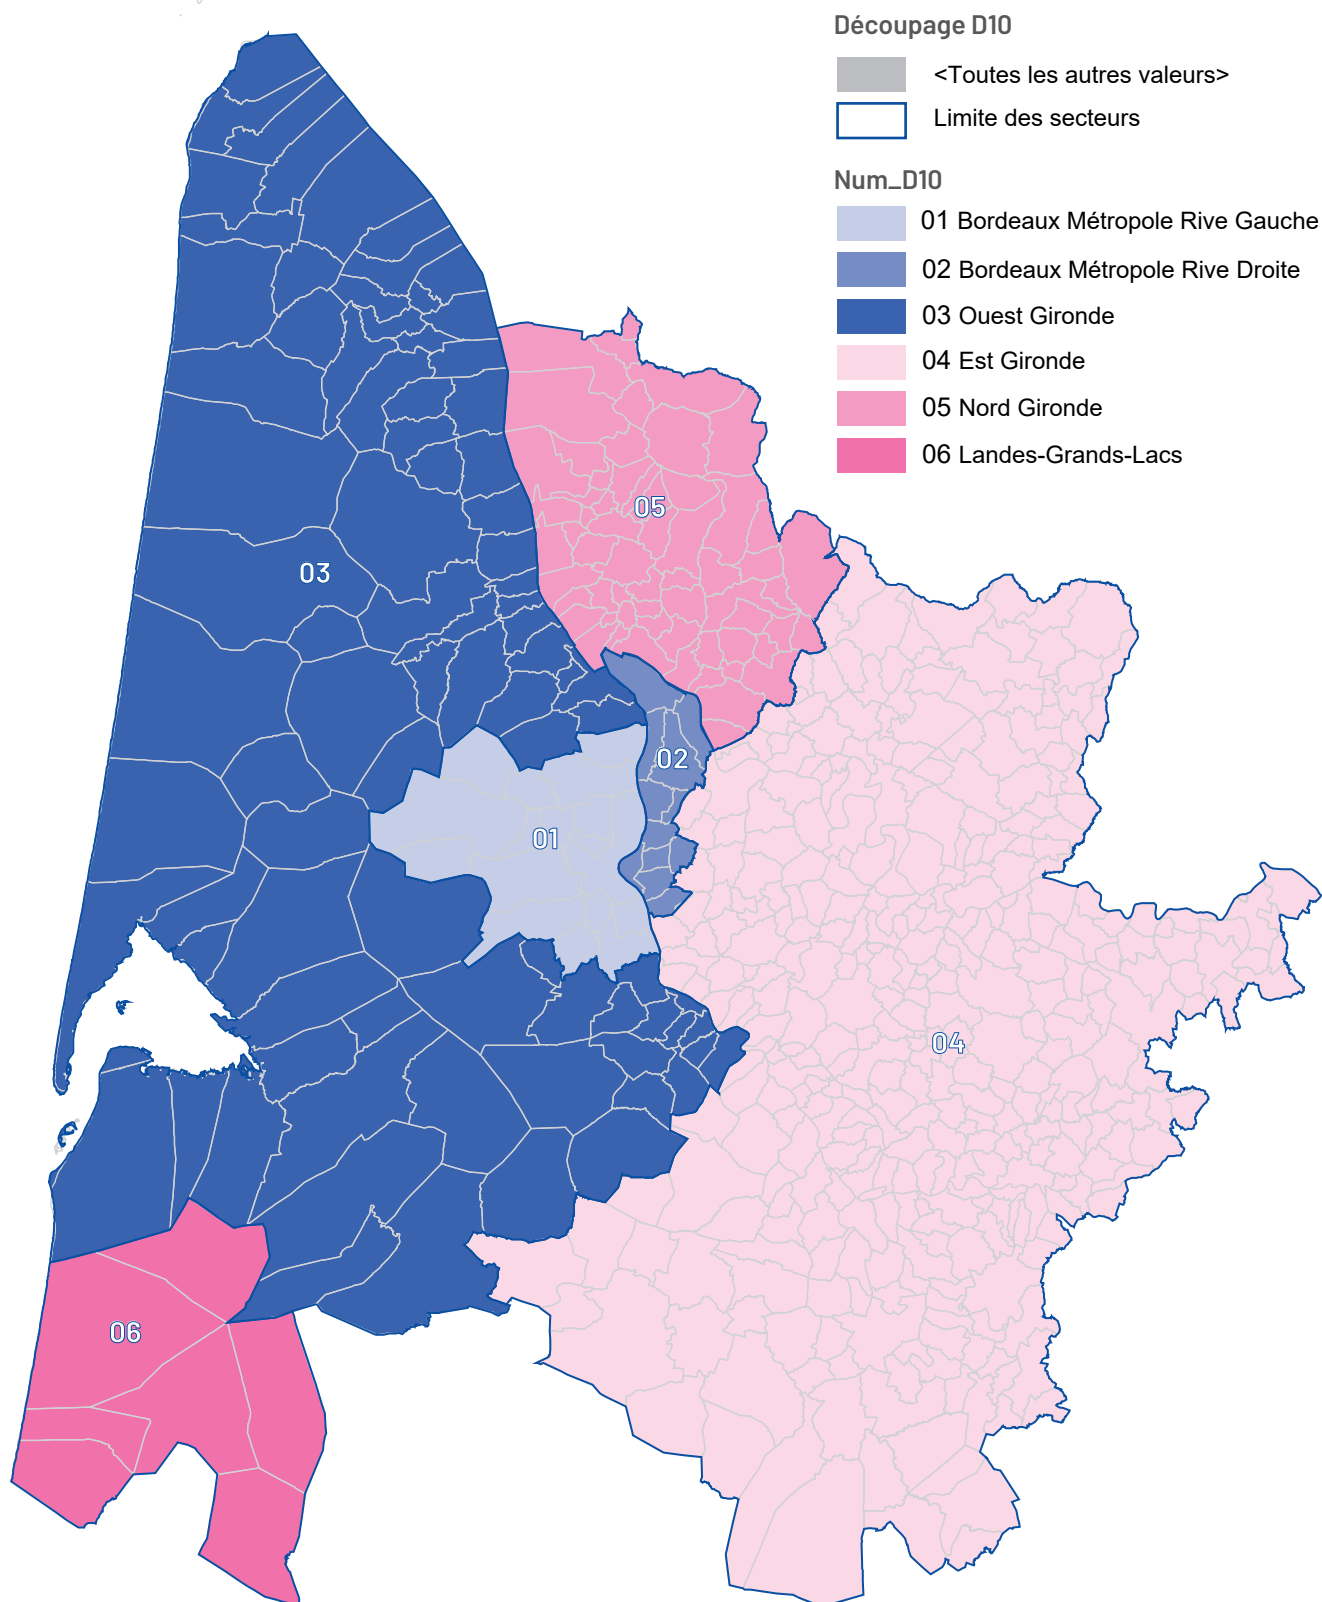 Découpage D10
<Toutes les autres valeurs>
Limite des secteurs
Num_D10
01 Bordeaux Métropole Rive Gauche
02 Bordeaux Métropole Rive Droite
03 Ouest Gironde
04 Est Gironde
05 Nord Gironde
06 Landes-Grands-Lacs
05
03
02
01
04
06